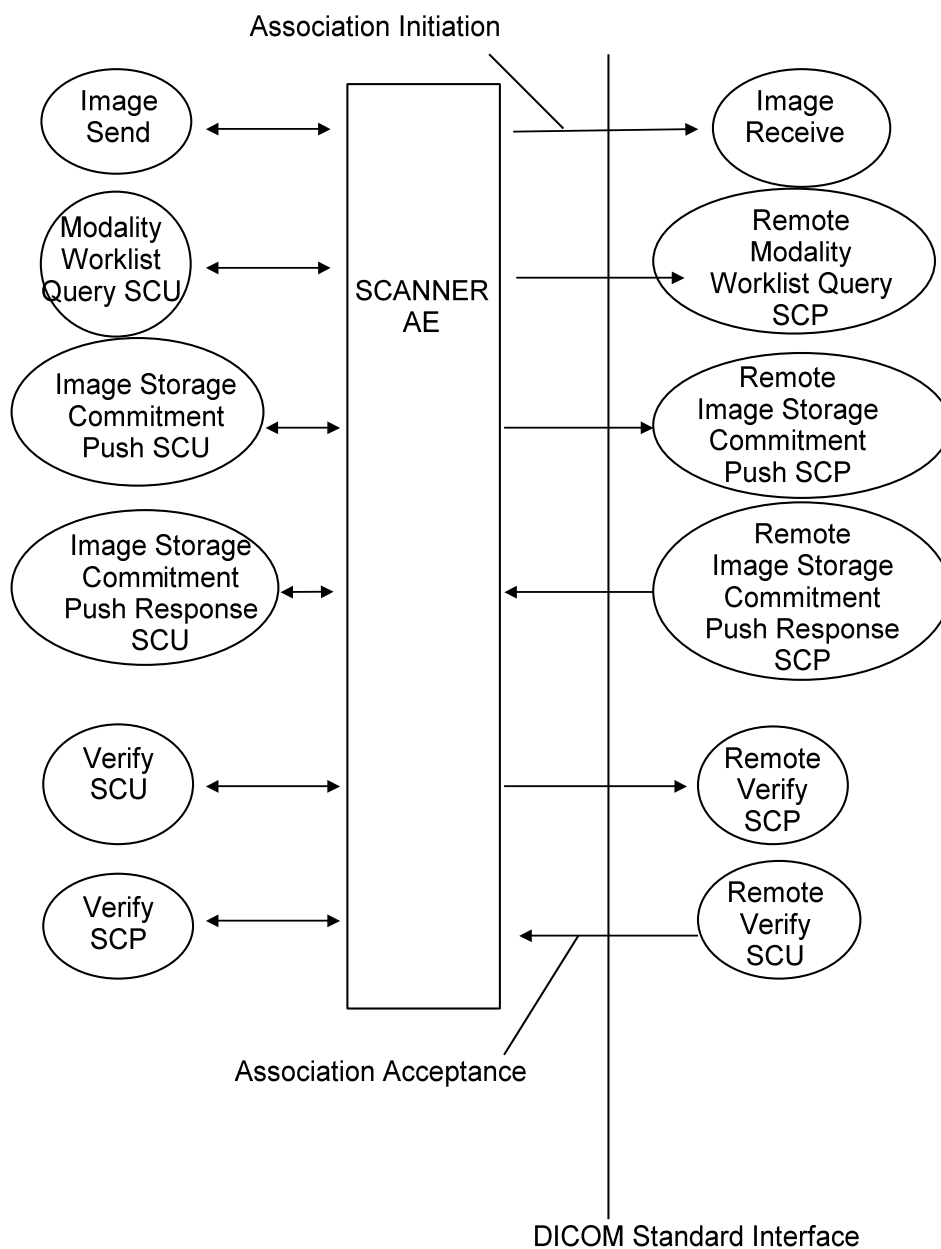 Association Initiation
Image
Send
Image
Receive
Modality
Worklist
Query SCU
SCANNER
AE
Remote
Modality
Worklist Query
SCP
Image Storage
Commitment
Push SCU
Remote
Image Storage
Commitment
Push SCP
Image Storage
Commitment
Push Response
SCU
Remote
Image Storage
Commitment
Push Response
SCP
Verify
SCU
Remote
Verify
SCP
Verify
SCP
Remote
Verify
SCU
Association Acceptance
DICOM Standard Interface